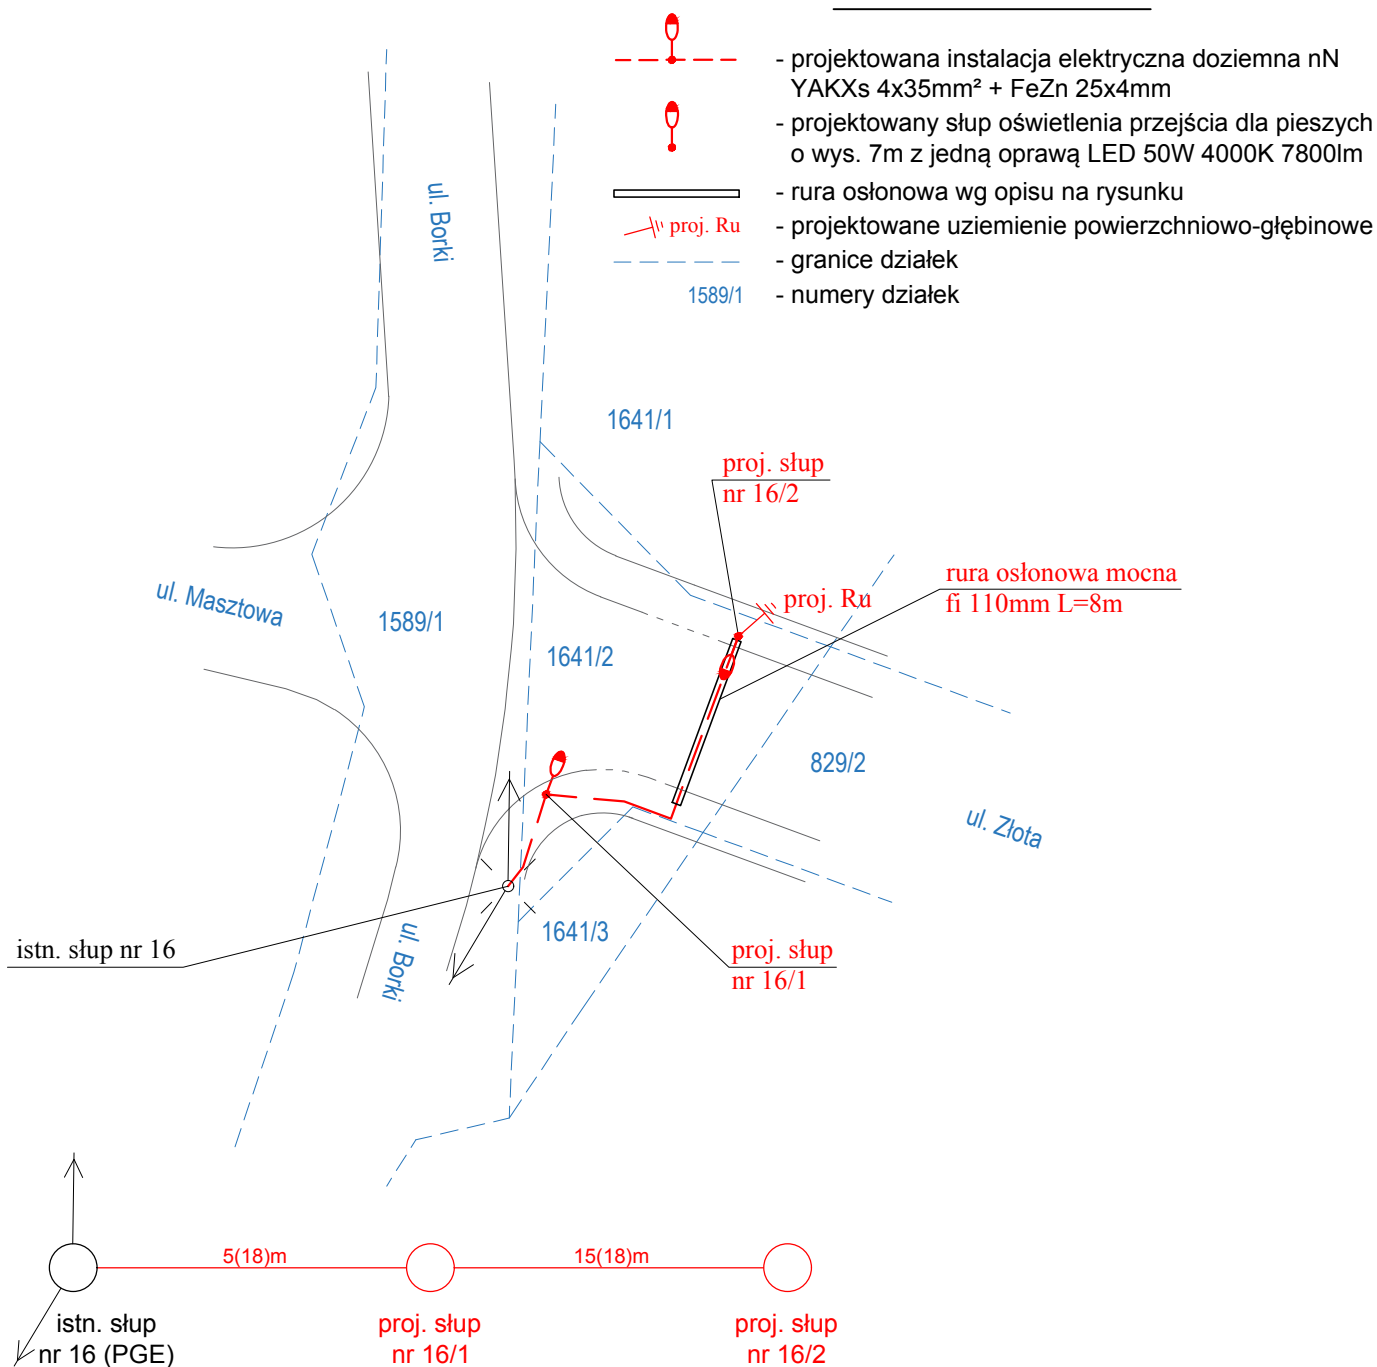 - projektowana instalacja elektryczna doziemna nN
YAKXs 4x35mm² + FeZn 25x4mm
- projektowany słup oświetlenia przejścia dla pieszych
o wys. 7m z jedną oprawą LED 50W 4000K 7800lm
- rura osłonowa wg opisu na rysunku
proj. Ru
- projektowane uziemienie powierzchniowo-głębinowe
- granice działek
1589/1
- numery działek
ul. Borki
1641/1
proj. słup
nr 16/2
rura osłonowa mocna
fi 110mm L=8m
proj. Ru
ul. Masztowa
1589/1
1641/2
829/2
ul. Złota
1641/3
istn. słup nr 16
ul. Borki
proj. słup
nr 16/1
5(18)m
15(18)m
istn. słup
nr 16 (PGE)
proj. słup
nr 16/1
proj. słup
nr 16/2